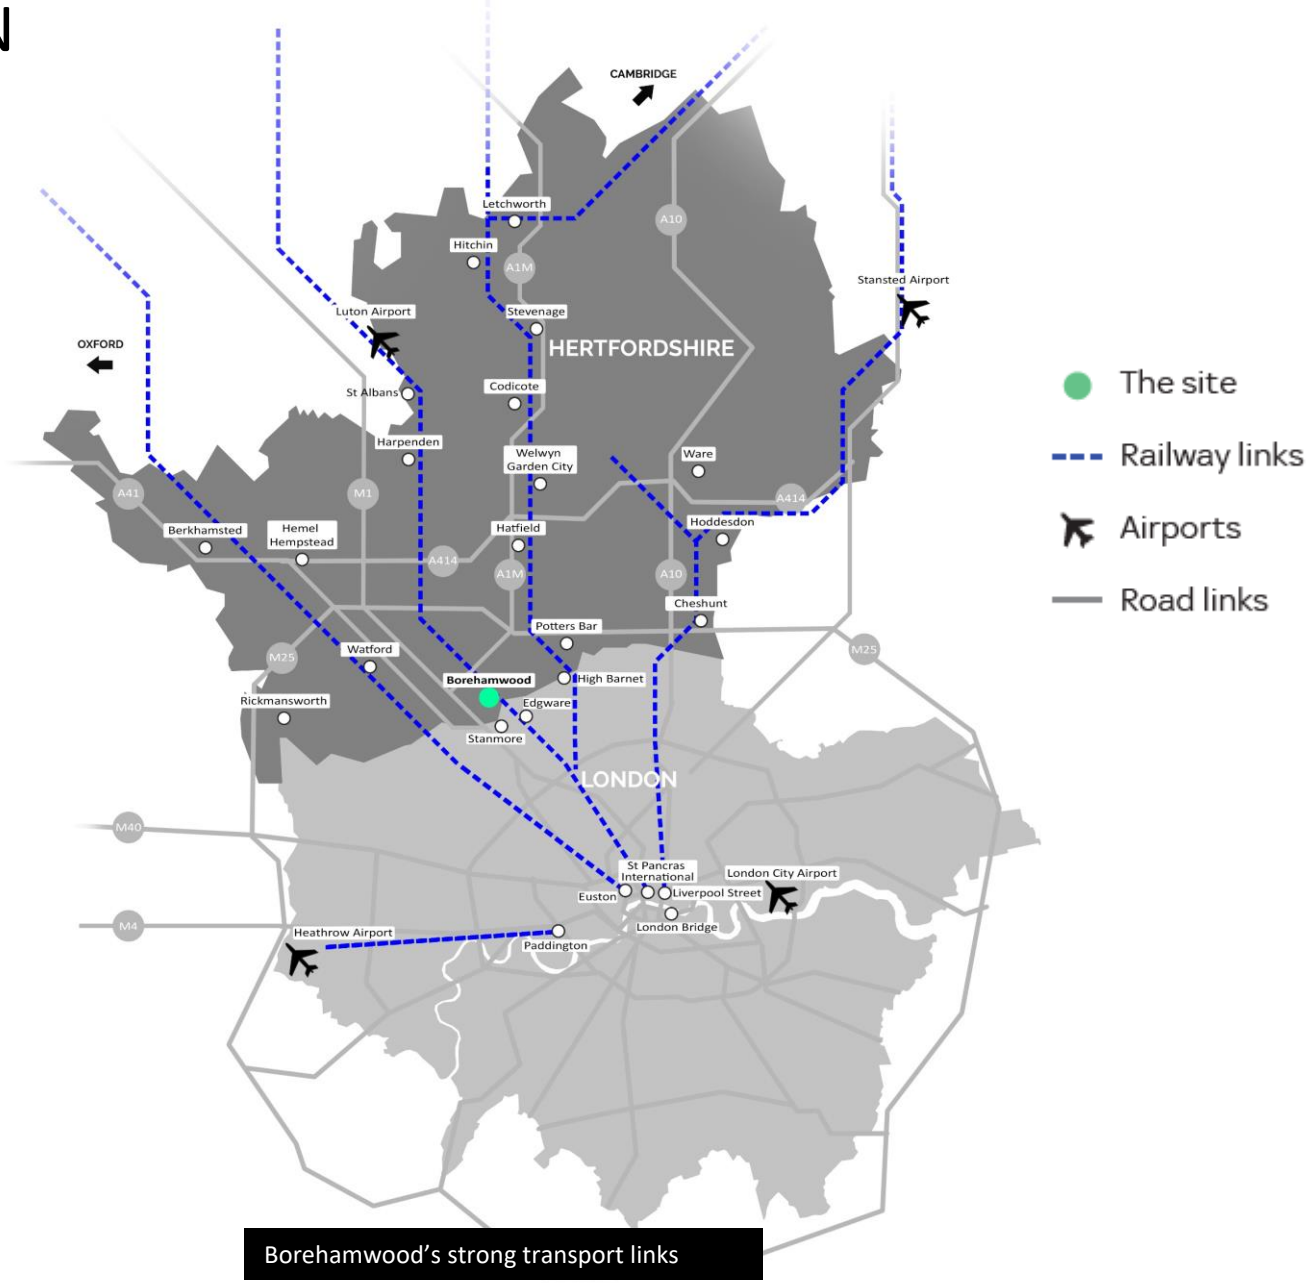 N
CAMBRIDGE
Letchworth
A10
Hitchin
A1M
Stansted Airport
Luton Airport
Stevenage
OXFORD
HERTFORDSHIRE
The site
St Albans
Codicote
Harpenden
Welwyn
Garden City
Ware
Railway links
A41
M1
A414
Berkhamsted
Hemel
Hempstead
Hatfield
Hoddesdon
Airports
A414
A1M
A10
Cheshunt
Road links
Potters Bar
M25
Watford
M25
Borehamwood
High Barnet
Rickmansworth
Edgware
Stanmore
LONDON
M40
St Pancras
International
London City Airport
Euston
Liverpool Street
M4
Heathrow Airport
London Bridge
Paddington
Borehamwood’s strong transport links